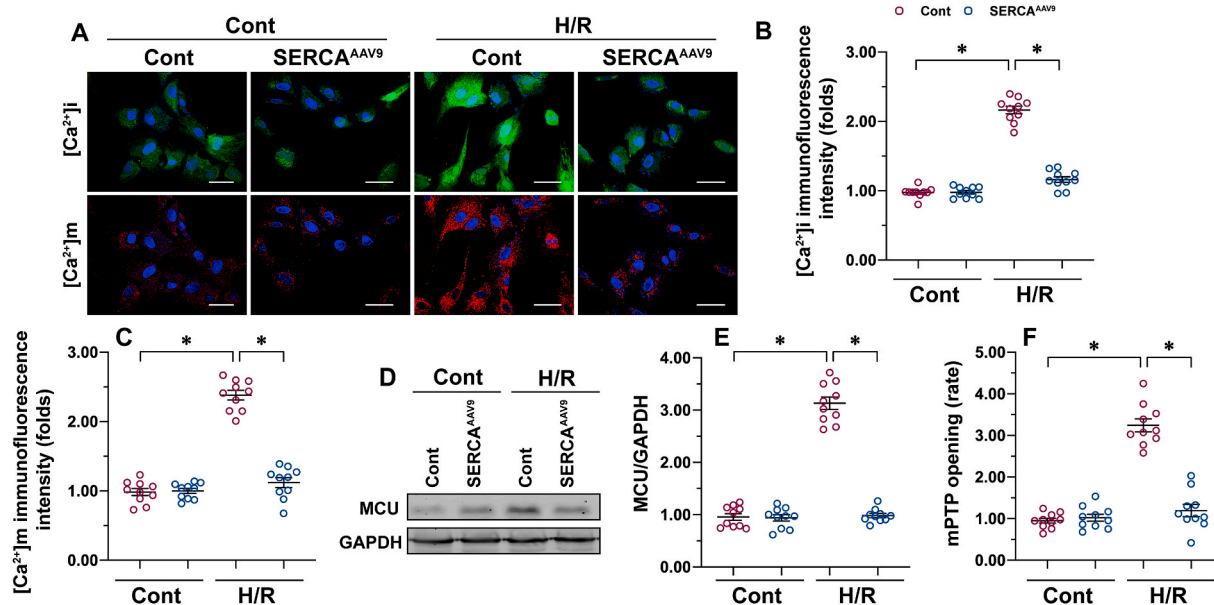 A
Cont
H/R
Cont
SERCAᴬᴬⱽ⁹
Cont
SERCAᴬᴬⱽ⁹
[Ca²⁺]i
[Ca²⁺]m
B
Cont
SERCAᴬᴬⱽ⁹
[Ca²⁺]i immunofluorescence
intensity (folds)
3.00
2.00
1.00
0.00
*
*
Cont
H/R
C
[Ca²⁺]m immunofluorescence
intensity (folds)
3.00
2.00
1.00
0.00
*
*
Cont
H/R
D
Cont
H/R
Cont
SERCAᴬᴬⱽ⁹
Cont
SERCAᴬᴬⱽ⁹
MCU
GAPDH
E
MCU/GAPDH
4.00
3.00
2.00
1.00
0.00
*
*
Cont
H/R
F
mPTP opening (rate)
5.00
4.00
3.00
2.00
1.00
0.00
*
*
Cont
H/R